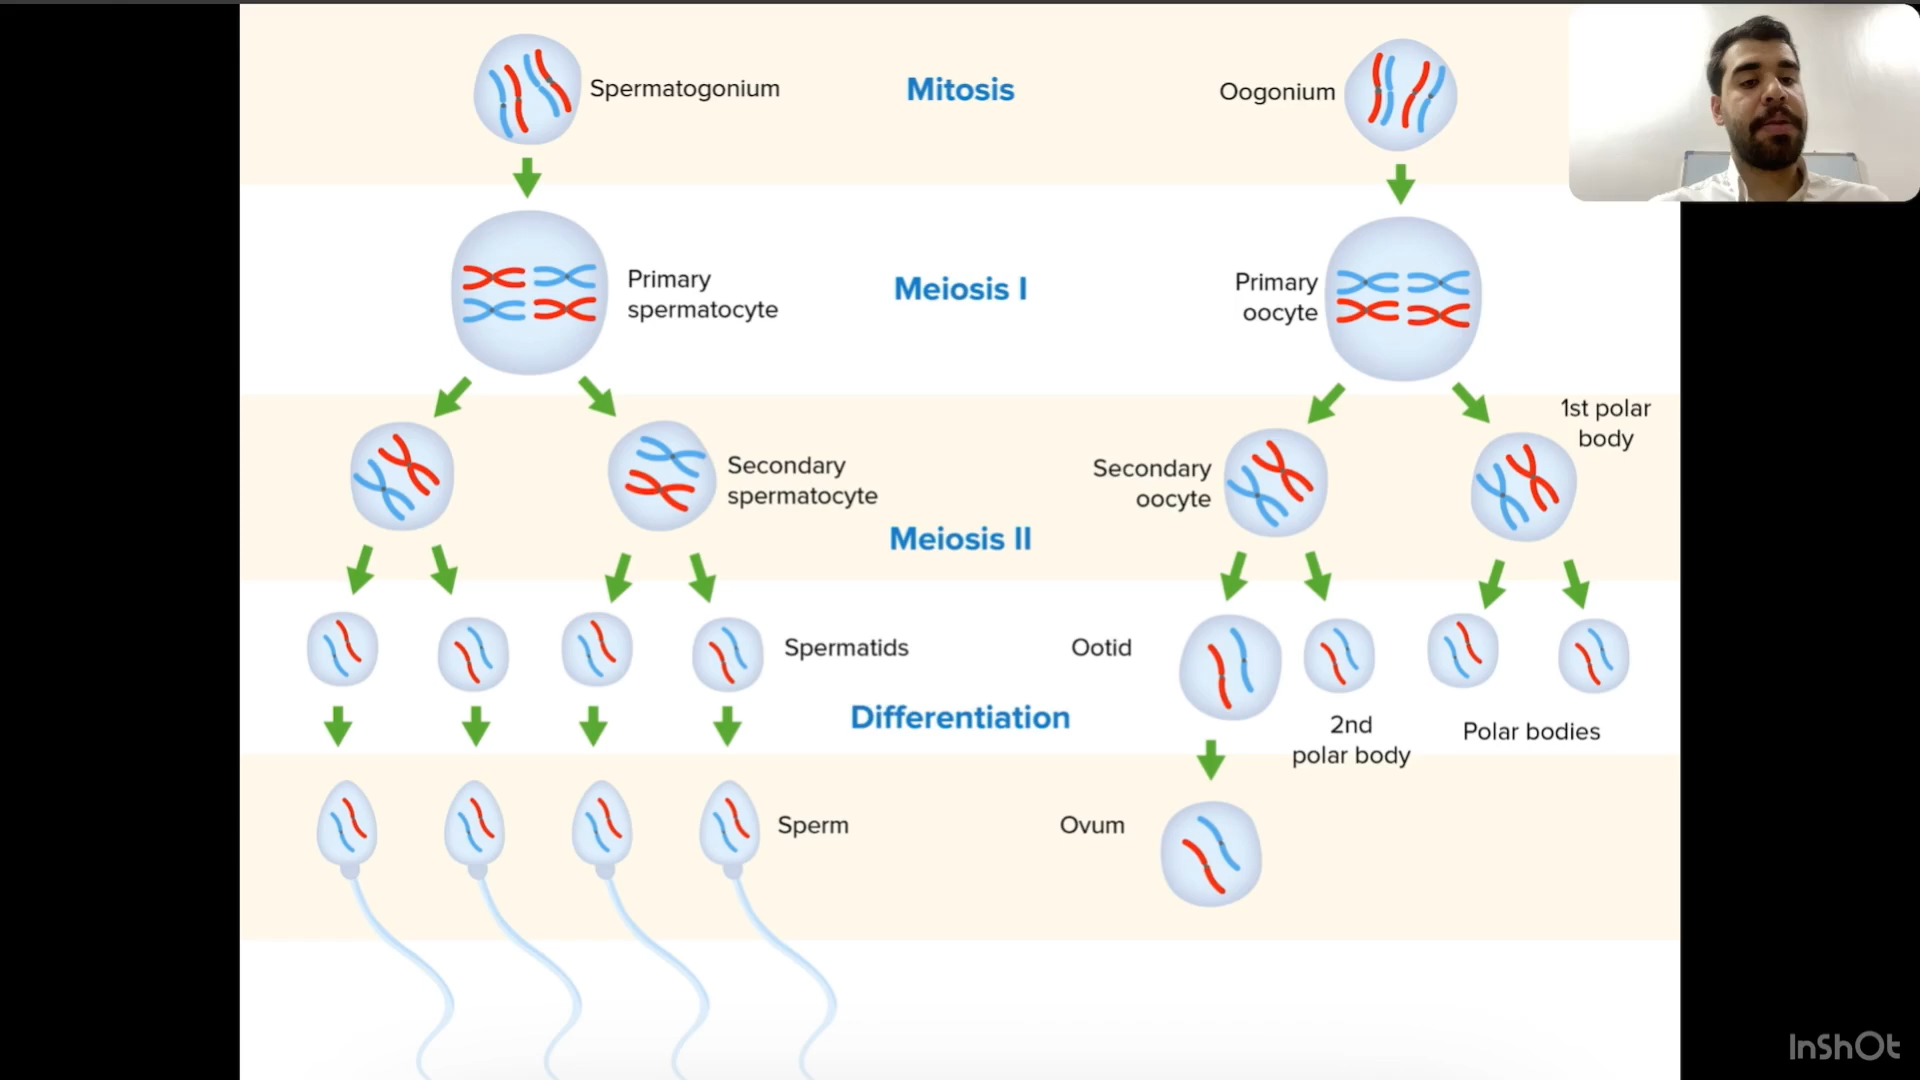 Spermatogonium
Mitosis
Oogonium
Primary
spermatocyte
Meiosis I
Primary
oocyte
1st polar
body
Secondary
spermatocyte
Secondary
oocyte
Meiosis II
Spermatids
Ootid
Differentiation
2nd
polar body
Polar bodies
Sperm
Ovum
InShOt